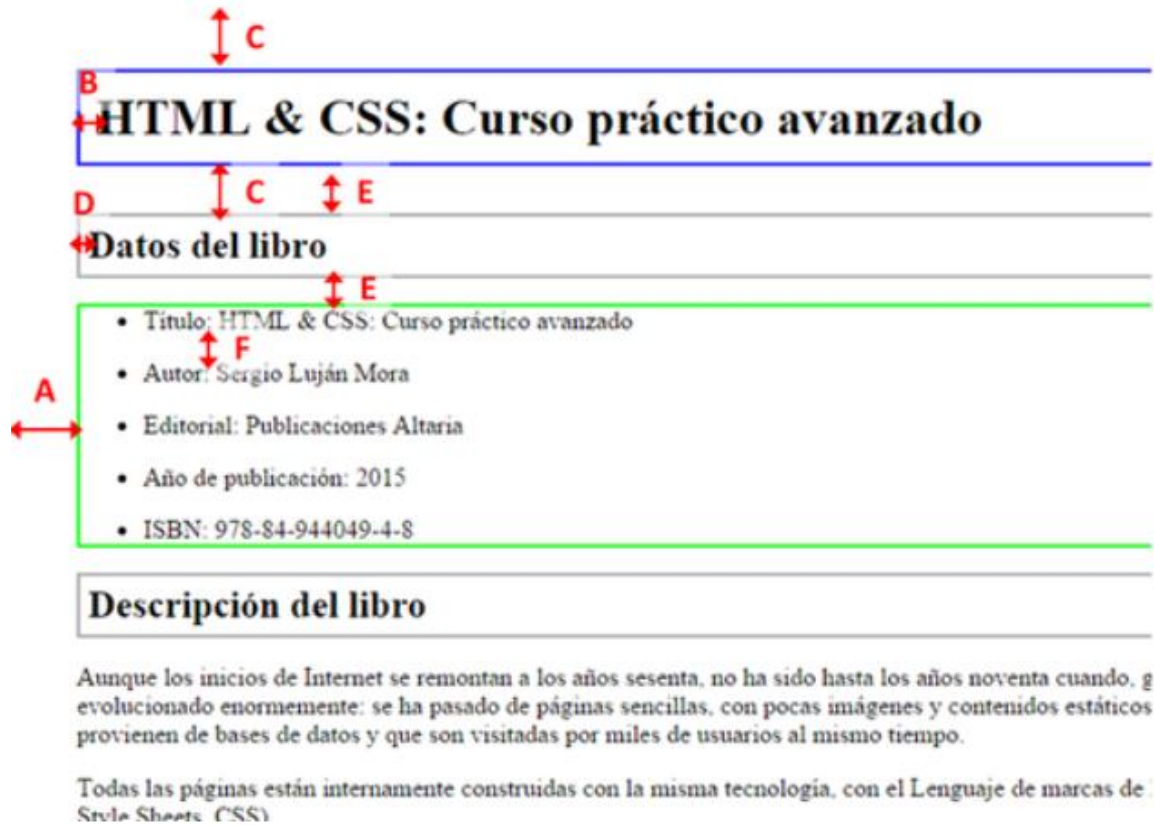 C
B
HTML & CSS: Curso práctico avanzado
C E
D
Datos del libro
E
• Título: HTML & CSS: Curso práctico avanzado
F
• Autor: Sergio Luján Mora
A
• Editorial: Publicaciones Altaria
• Año de publicación: 2015
• ISBN: 978-84-944049-4-8
Descripción del libro
Aunque los inicios de Internet se remontan a los años sesenta, no ha sido hasta los años noventa cuando, g
evolucionado enormemente: se ha pasado de páginas sencillas, con pocas imágenes y contenidos estáticos
provienen de bases de datos y que son visitadas por miles de usuarios al mismo tiempo.
Todas las páginas están internamente construidas con la misma tecnología, con el Lenguaje de marcas de
Style Sheets, CSS)